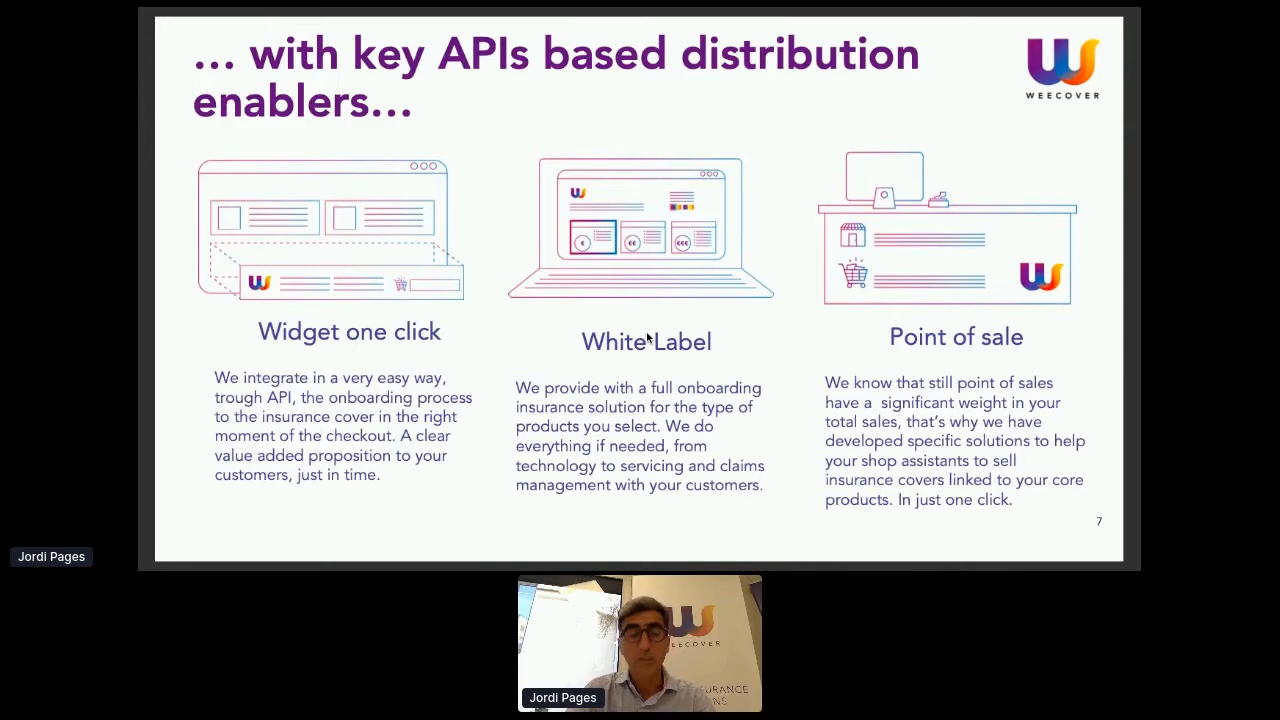 … with key APIs based distribution
enablers…
WEECOVER
Widget one click
We integrate in a very easy way,
trough API, the onboarding process
to the insurance cover in the right
moment of the checkout. A clear
value added proposition to your
customers, just in time.
White Label
We provide with a full onboarding
insurance solution for the type of
products you select. We do
everything if needed, from
technology to servicing and claims
management with your customers.
Point of sale
We know that still point of sales
have a significant weight in your
total sales, that's why we have
developed specific solutions to help
your shop assistants to sell
insurance covers linked to your core
products. In just one click.
7
Jordi Pages
Jordi Pages